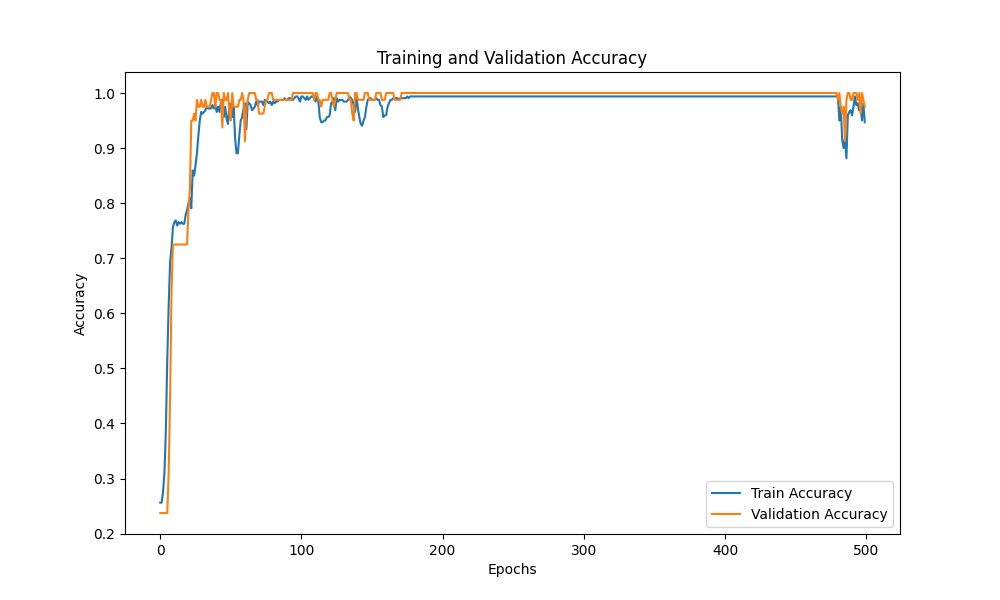 Training and Validation Accuracy
1.0
0.9
0.8
0.7
0.6
0.5
0.4
0.3
0.2
Accuracy
0 100 200 300 400 500
Epochs
Train Accuracy
Validation Accuracy